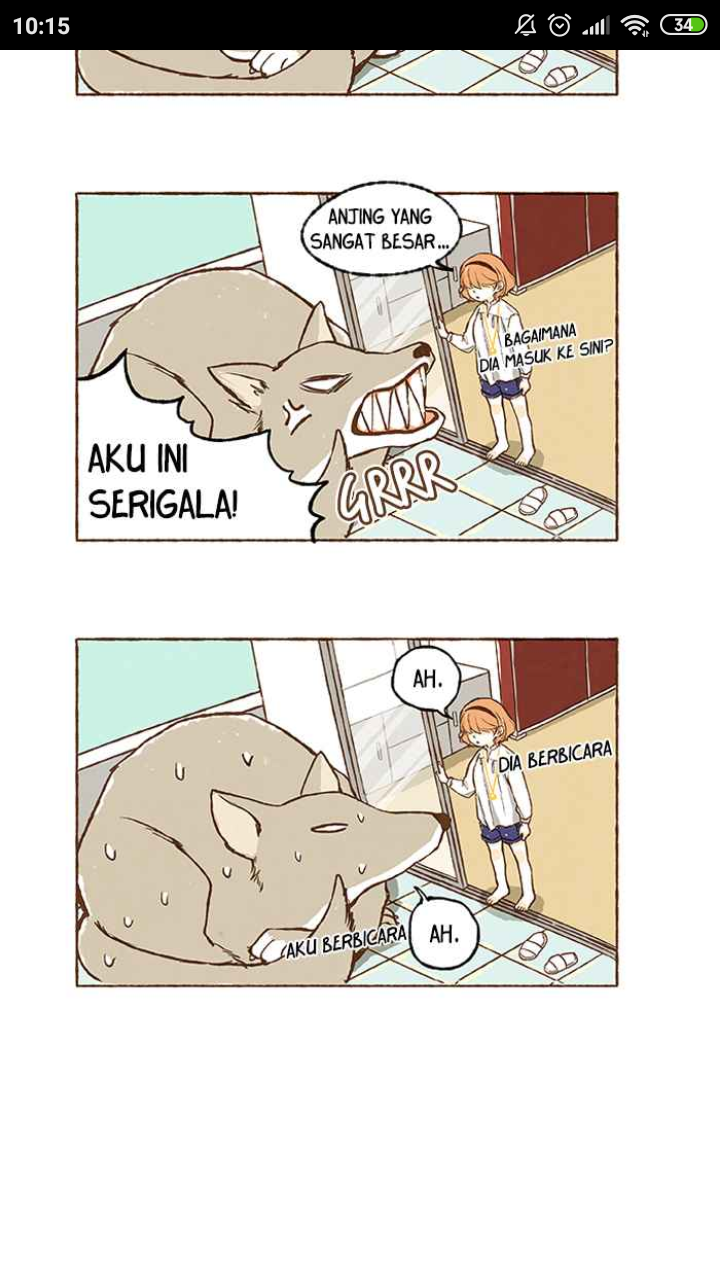 10:15
34
ANJING YANG
SANGAT BESAR...
BAGAIMANA
DIA MASUK KE SINI?
AKU INI
SERIGALA!
GRRR
AH.
DIA BERBICARA
AKU BERBICARA
AH.